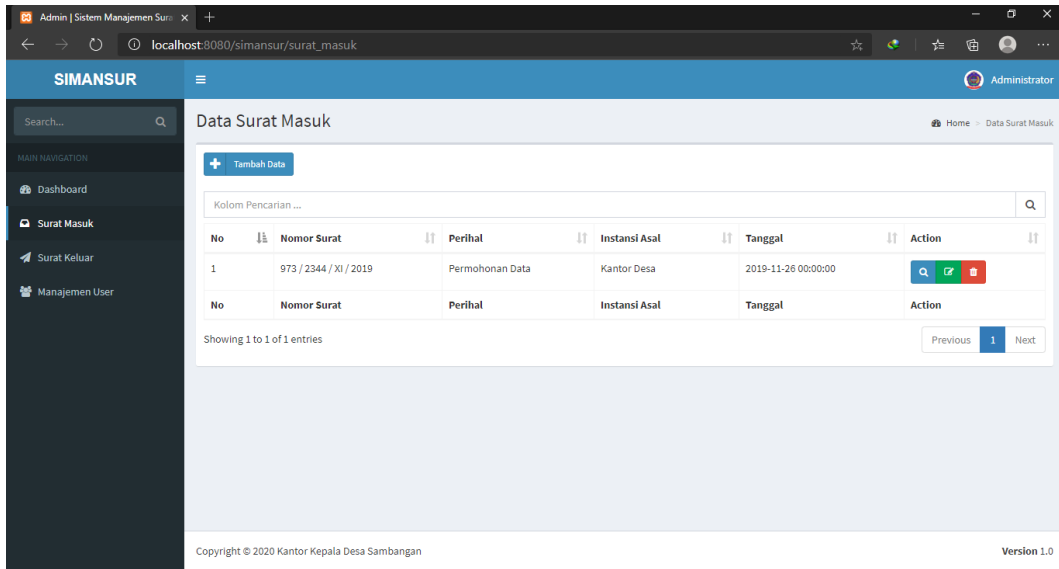 Admin | Sistem Manajemen Sura
localhost:8080/simansur/surat_masuk
SIMANSUR
Administrator
Search...
Data Surat Masuk
Home > Data Surat Masuk
MAIN NAVIGATION
Tambah Data
Dashboard
Kolom Pencarian ...
Surat Masuk
No Nomor Surat Perihal Instansi Asal Tanggal Action
Surat Keluar
1 973 / 2344 / XI / 2019 Permohonan Data Kantor Desa 2019-11-26 00:00:00
Manajemen User
No Nomor Surat Perihal Instansi Asal Tanggal Action
Showing 1 to 1 of 1 entries
Previous 1 Next
Copyright © 2020 Kantor Kepala Desa Sambangan
Version 1.0